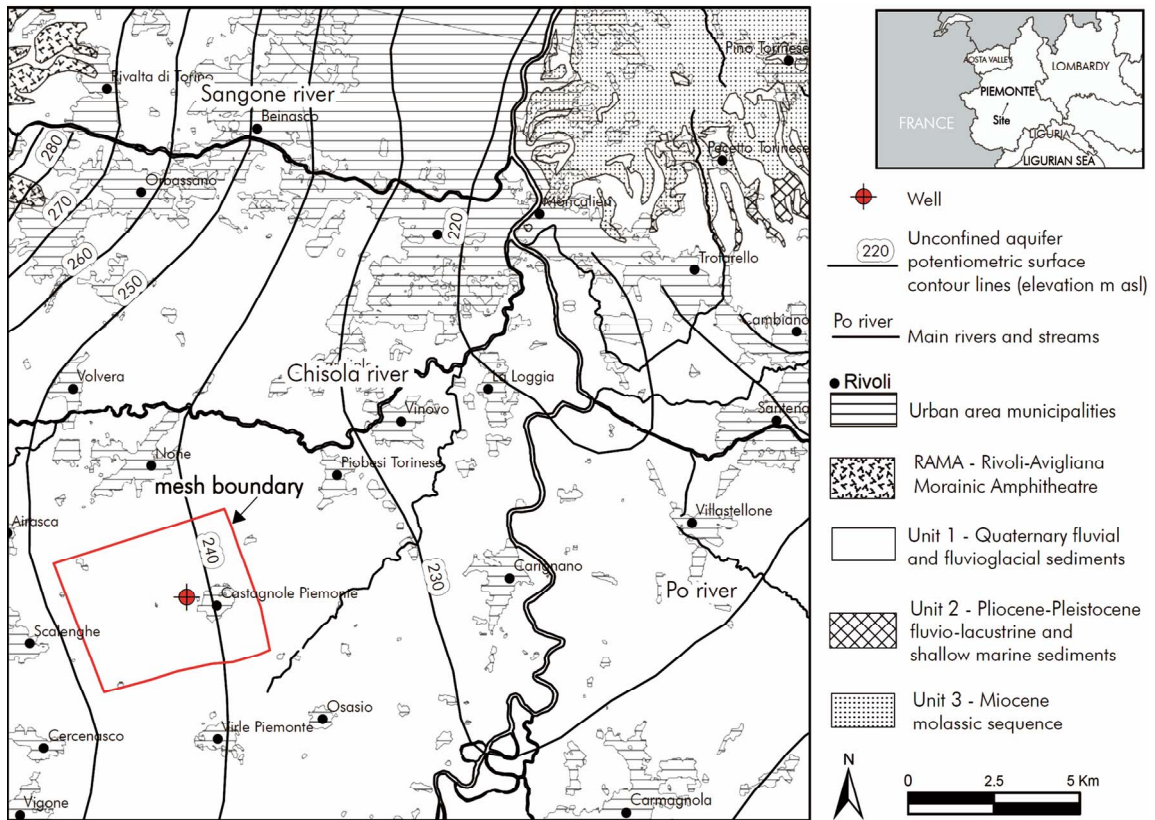 Pino Torinese
Rivalta di Torino
Sangone river
Beinasco
280
Pecetto Torinese
Orbassano
270
Moncalieri
220
260
Trofarello
250
Cambiano
Volvera
Chisola river
La Loggia
Vinovo
Santena
None
Piobesi Torinese
mesh boundary
Airasca
Villastellone
240
230
Carignano
Castagnole Piemonte
Po river
Scalenghe
Osasio
Virle Piemonte
Cercenasco
Vigone
Carmagnola
AOSTA VALLEY
LOMBARDY
PIEMONTE
Site
FRANCE
LIGURIA
LIGURIAN SEA
Well
220
Unconfined aquifer
potentiometric surface
contour lines (elevation m asl)
Po river
Main rivers and streams
Rivoli
Urban area municipalities
RAMA - Rivoli-Avigliana
Morainic Amphitheatre
Unit 1 - Quaternary fluvial
and fluvioglacial sediments
Unit 2 - Pliocene-Pleistocene
fluvio-lacustrine and
shallow marine sediments
Unit 3 - Miocene
molassic sequence
N
0 2.5 5 Km